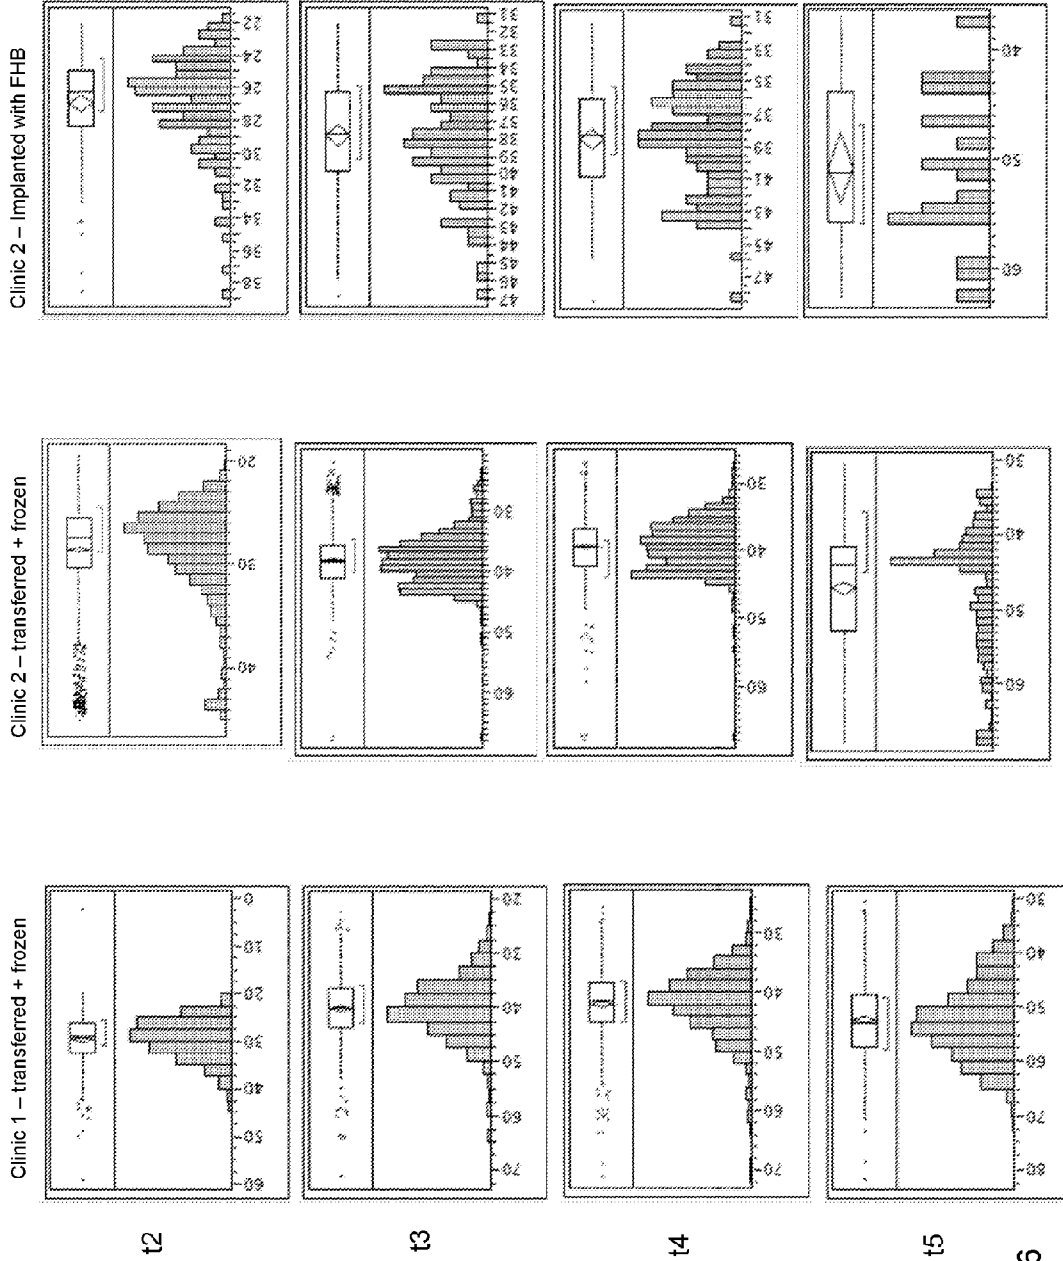 Clinic 1 – transferred + frozen
Clinic 2 – transferred + frozen
Clinic 2 – Implanted with FHB
t2
60 50 40 30 20 10 0
40 30 20
38 36 34 32 30 28 26 24 22
t3
70 60 50 40 30 20
60 50 40 30
47 46 45 44 43 42 41 40 39 38 37 36 35 34 33 32 31
t4
70 60 50 40 30
60 50 40 30
47 45 43 41 39 37 35 33 31
t5
80 70 60 50 40 30
60 50 40 30
60 50 40